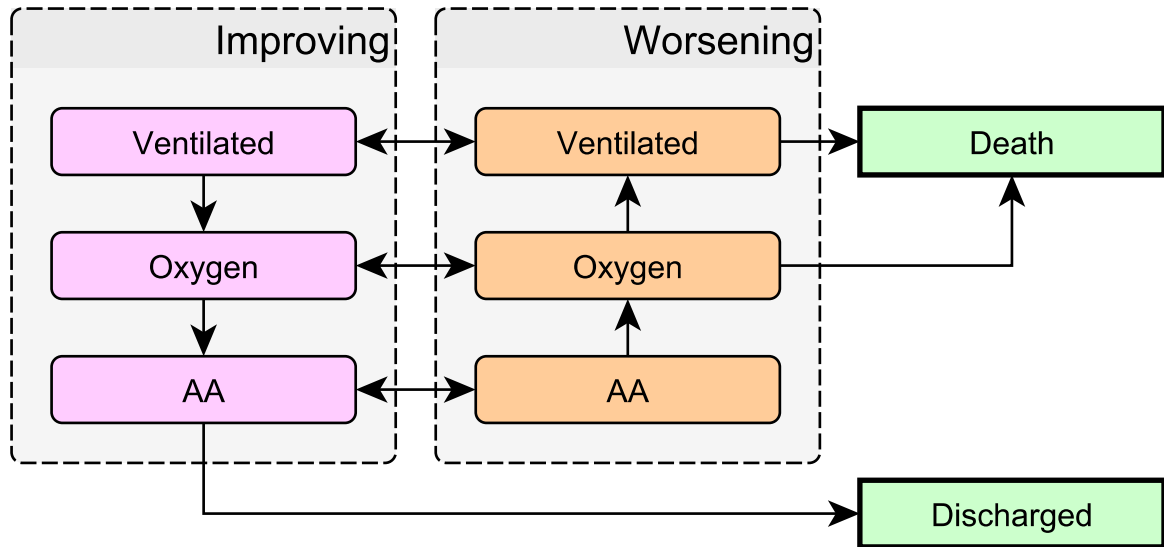 Improving
Worsening
Ventilated
Ventilated
Death
Oxygen
Oxygen
AA
AA
Discharged